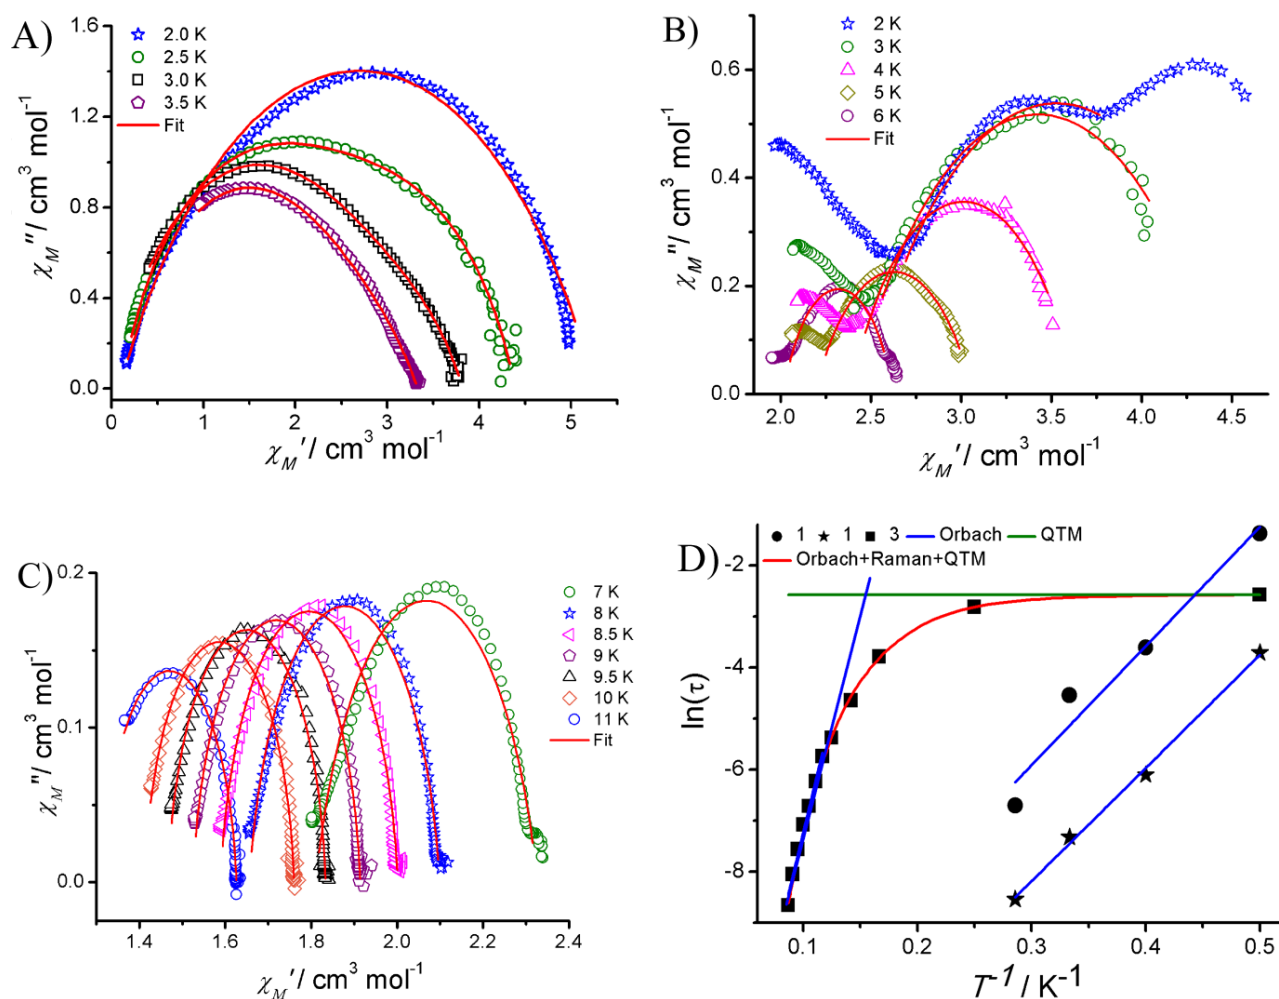 A)
1.6
1.2
0.8
0.4
0.0
0
1
2
3
4
5
2.0 K
2.5 K
3.0 K
3.5 K
Fit
χM''/ cm³ mol⁻¹
χM'/ cm³ mol⁻¹
B)
0.6
0.4
0.2
0.0
2.0
2.5
3.0
3.5
4.0
4.5
2 K
3 K
4 K
5 K
6 K
Fit
χM''/ cm³ mol⁻¹
χM'/ cm³ mol⁻¹
C)
0.2
0.1
0.0
1.4
1.6
1.8
2.0
2.2
2.4
7 K
8 K
8.5 K
9 K
9.5 K
10 K
11 K
Fit
χM''/ cm³ mol⁻¹
χM'/ cm³ mol⁻¹
D)
1 1 3 Orbach QTM
Orbach+Raman+QTM
-2
-4
-6
-8
0.1
0.2
0.3
0.4
0.5
ln(τ)
T⁻¹ / K⁻¹